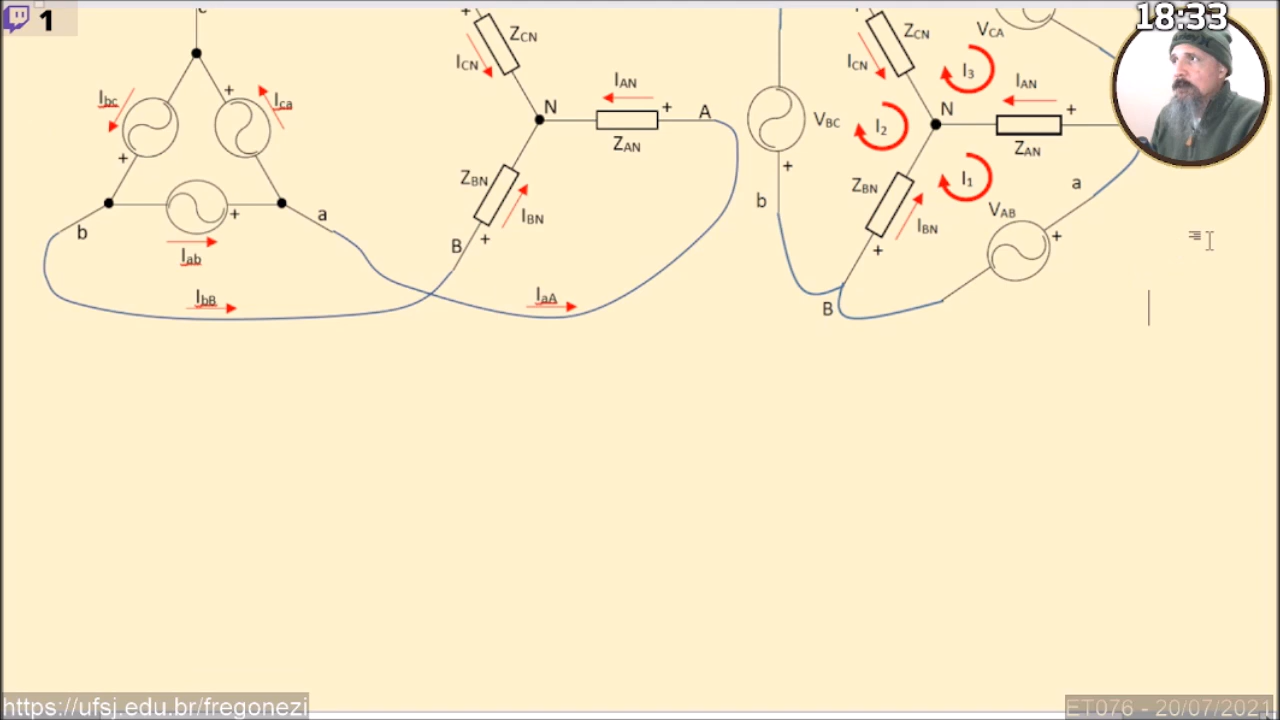 1
18:33
c
Ibc
+
Ica
+
+
b
a
Iab
IbB
IaA
+
ZCN
ICN
N
IAN
+
A
ZAN
ZBN
IBN
B
+
VBC
+
b
ZCN
ICN
I3
VCA
IAN
+
N
ZAN
I2
I1
ZBN
IBN
+
a
VAB
+
B
https://ufsj.edu.br/fregonezi
ET076 - 20/07/2021